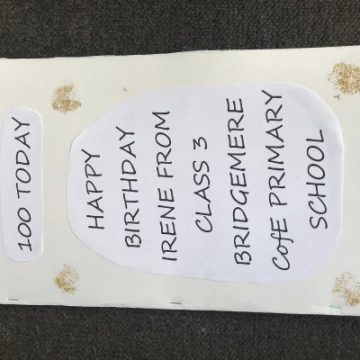 100 TODAY
HAPPY
BIRTHDAY
IRENE FROM
CLASS 3
BRIDGEMERE
CofE PRIMARY
SCHOOL